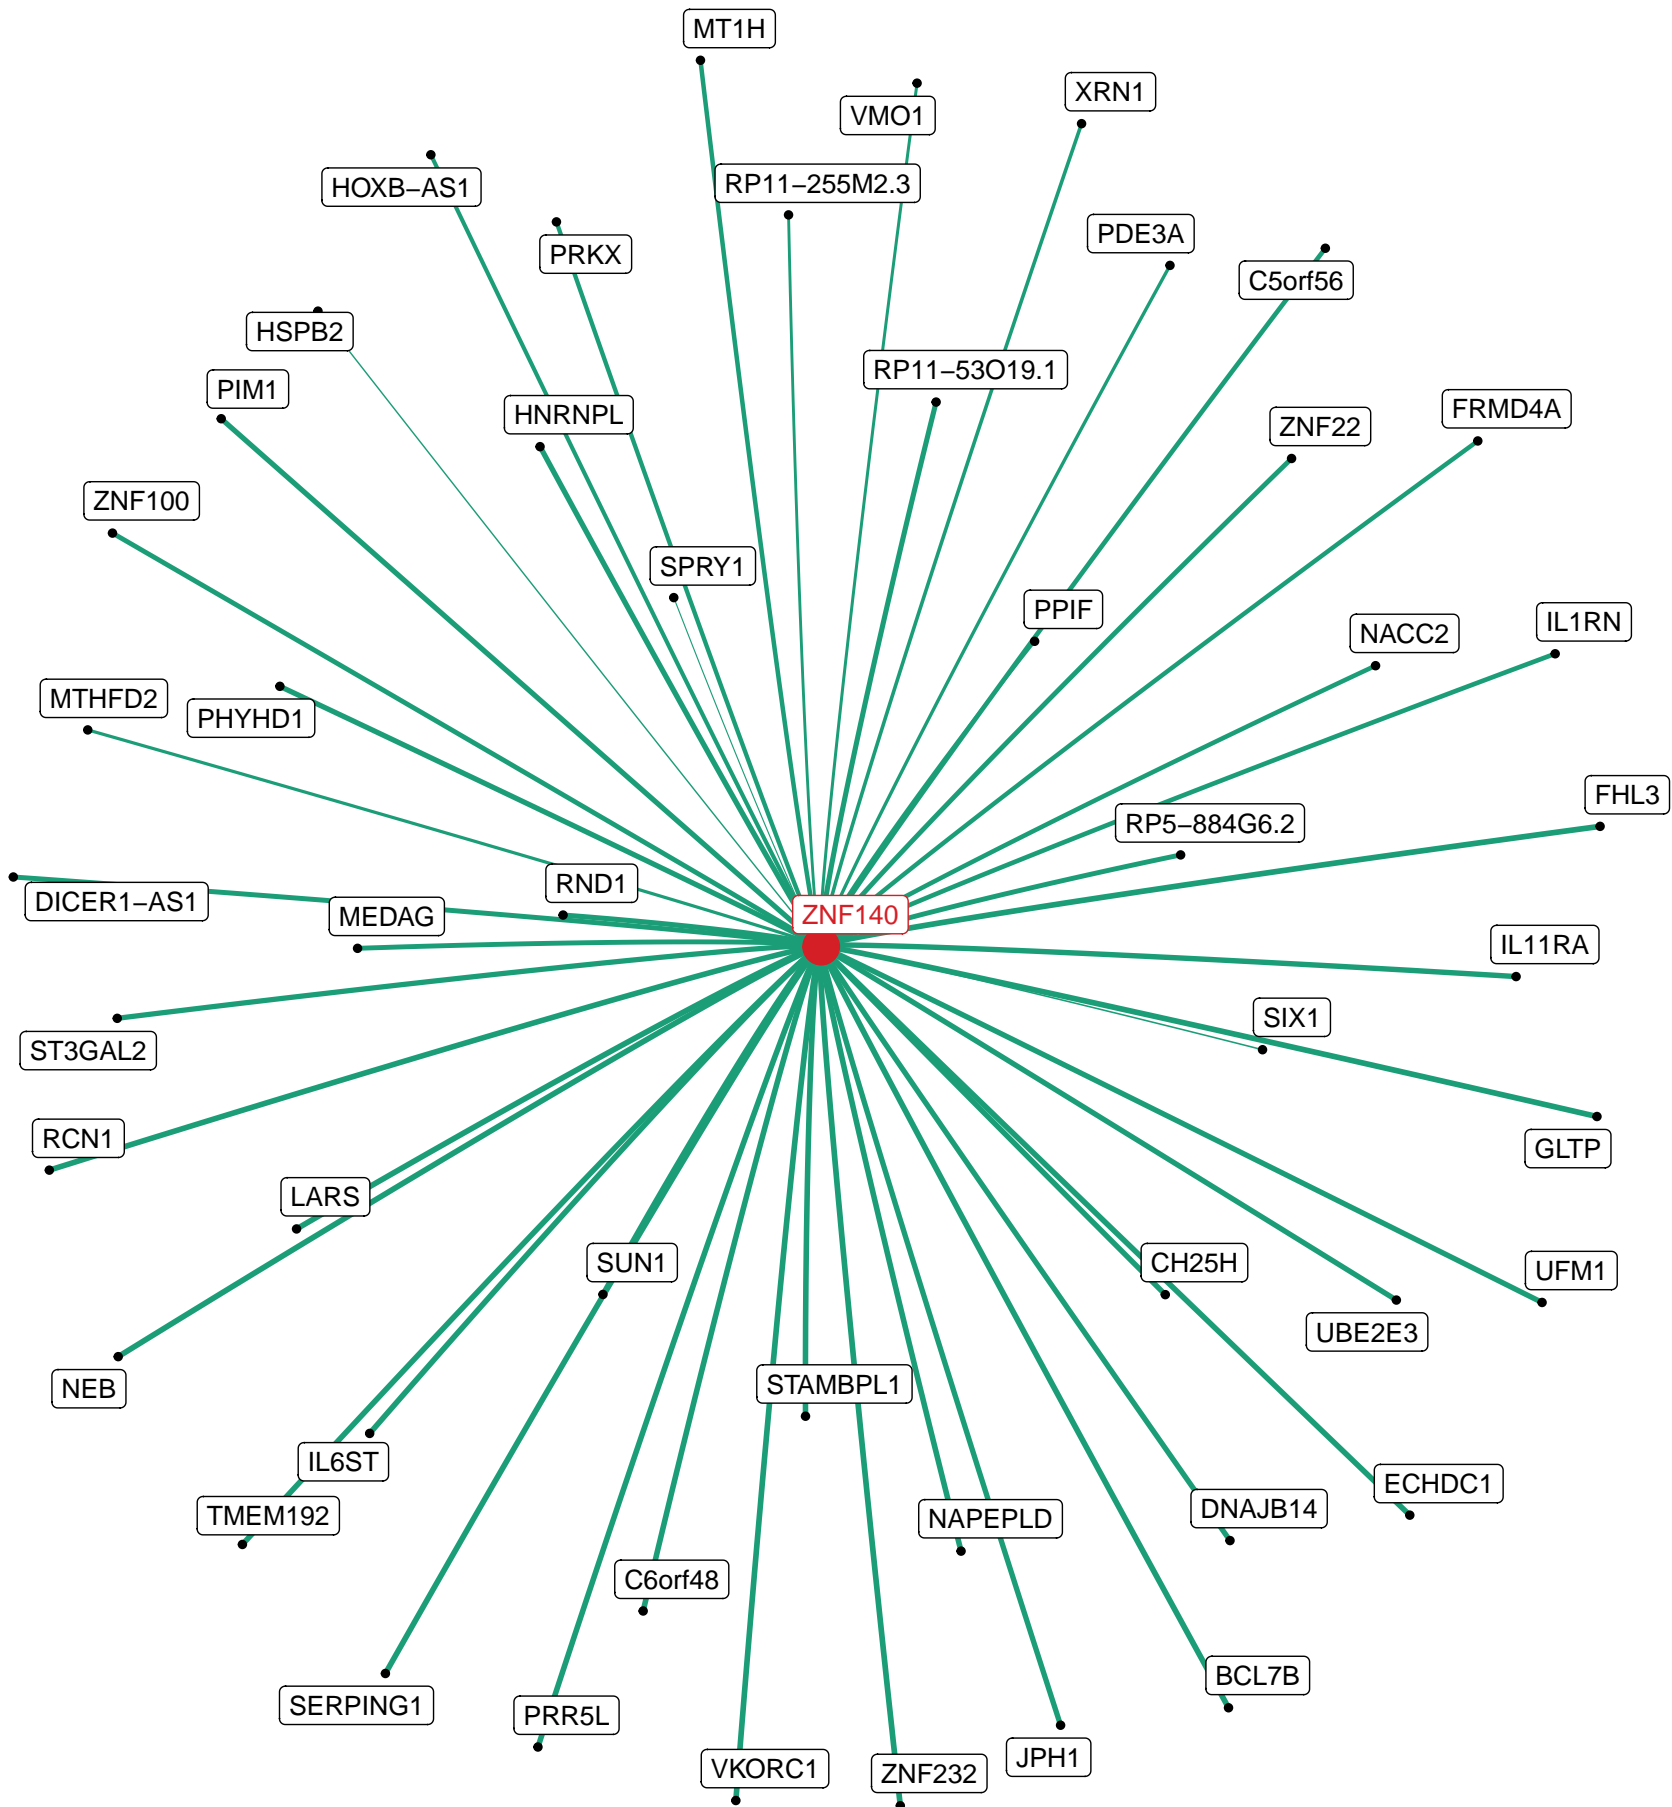 MT1H
XRN1
VMO1
RP11−255M2.3
HOXB−AS1
PDE3A
PRKX
C5orf56
HSPB2
RP11−53O19.1
PIM1
FRMD4A
HNRNPL
ZNF22
ZNF100
SPRY1
PPIF
IL1RN
NACC2
MTHFD2
PHYHD1
FHL3
RP5−884G6.2
RND1
DICER1−AS1
ZNF140
MEDAG
IL11RA
SIX1
ST3GAL2
RCN1
GLTP
LARS
SUN1
CH25H
UFM1
UBE2E3
STAMBPL1
NEB
IL6ST
ECHDC1
DNAJB14
TMEM192
NAPEPLD
C6orf48
BCL7B
SERPING1
PRR5L
JPH1
VKORC1
ZNF232